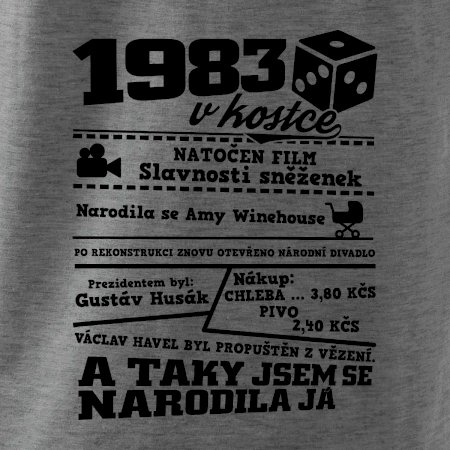 1983
v kostce
NATOČEN FILM
Slavnosti sněženek
Narodila se Amy Winehouse
PO REKONSTRUKCI ZNOVU OTEVŘENO NÁRODNÍ DIVADLO
Prezidentem byl:
Gustáv Husák
Nákup:
CHLEBA ... 3,80 KČS
PIVO
2,40 KČS
VÁCLAV HAVEL BYL PROPUŠTĚN Z VĚZENÍ.
A TAKY JSEM SE
NARODILA JÁ